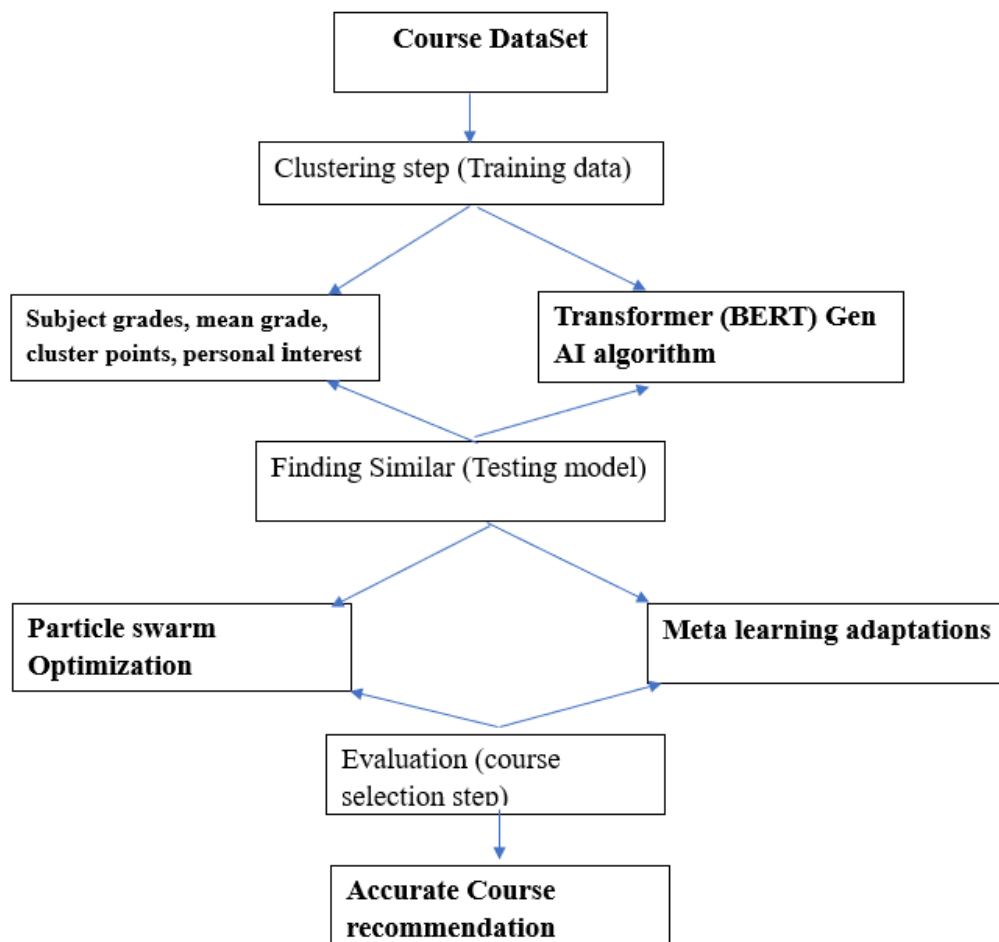 Course DataSet
Clustering step (Training data)
Subject grades, mean grade,
cluster points, personal interest
Transformer (BERT) Gen
AI algorithm
Finding Similar (Testing model)
Particle swarm
Optimization
Meta learning adaptations
Evaluation (course
selection step)
Accurate Course
recommendation